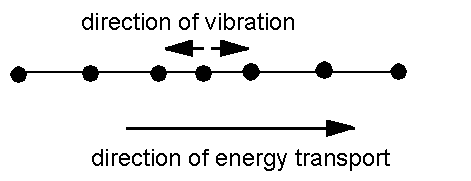 direction of vibration
direction of energy transport